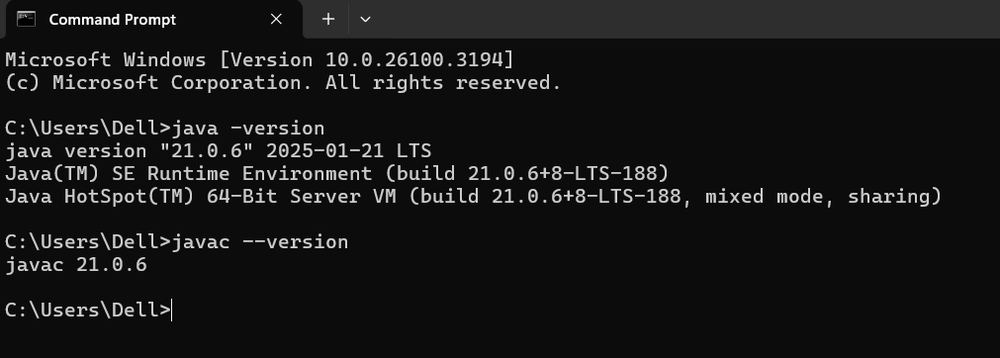 Command Prompt
Microsoft Windows [Version 10.0.26100.3194]
(c) Microsoft Corporation. All rights reserved.
C:\Users\Dell>java -version
java version "21.0.6" 2025-01-21 LTS
Java(TM) SE Runtime Environment (build 21.0.6+8-LTS-188)
Java HotSpot(TM) 64-Bit Server VM (build 21.0.6+8-LTS-188, mixed mode, sharing)
C:\Users\Dell>javac --version
javac 21.0.6
C:\Users\Dell>